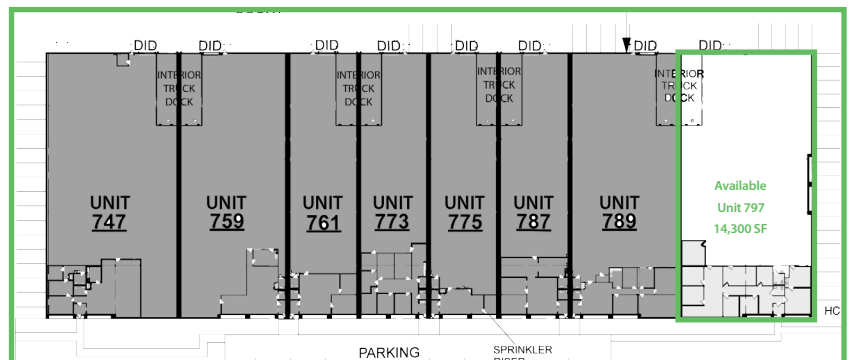 DID DID DID DID DID DID DID DID
INTERIOR
TRUCK
DOCK
INTERIOR
TRUCK
DOCK
INTERIOR
TRUCK
DOCK
INTERIOR
TRUCK
DOCK
UNIT
747
UNIT
759
UNIT
761
UNIT
773
UNIT
775
UNIT
787
UNIT
789
Available
Unit 797
14,300 SF
HC
PARKING
SPRINKLER
RISER